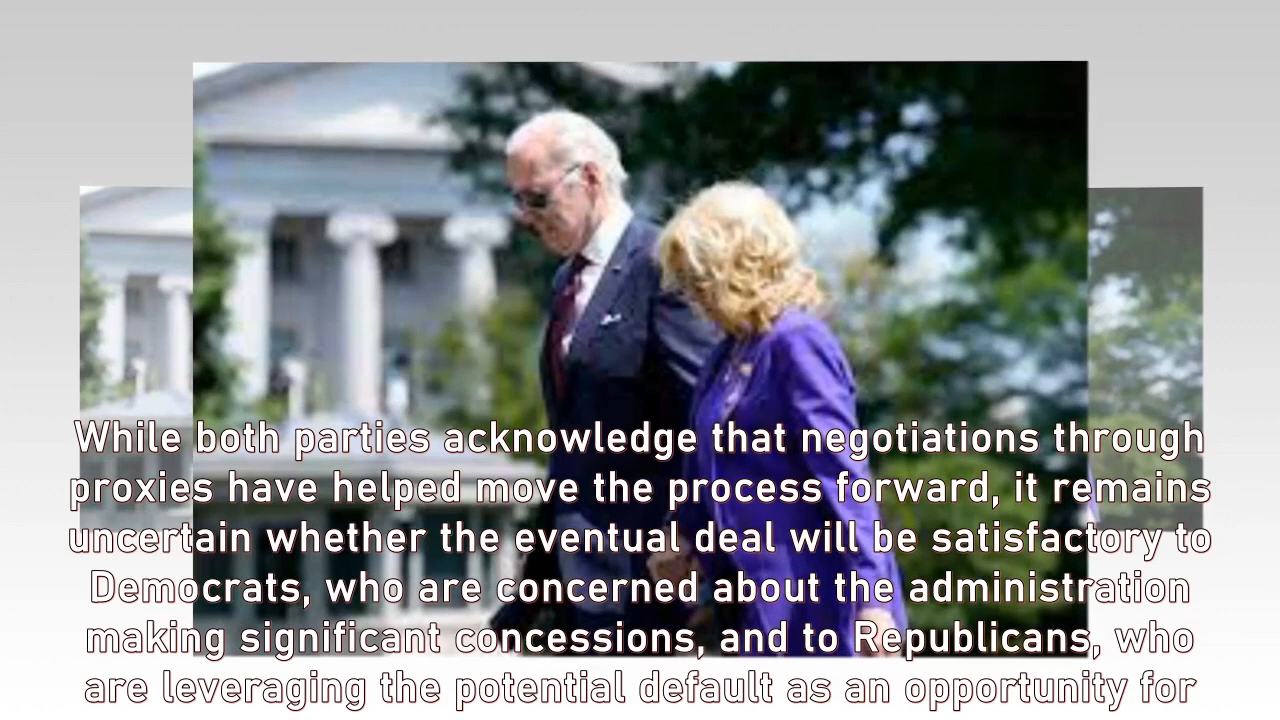 While both parties acknowledge that negotiations through
proxies have helped move the process forward, it remains
uncertain whether the eventual deal will be satisfactory to
Democrats, who are concerned about the administration
making significant concessions, and to Republicans, who
are leveraging the potential default as an opportunity for